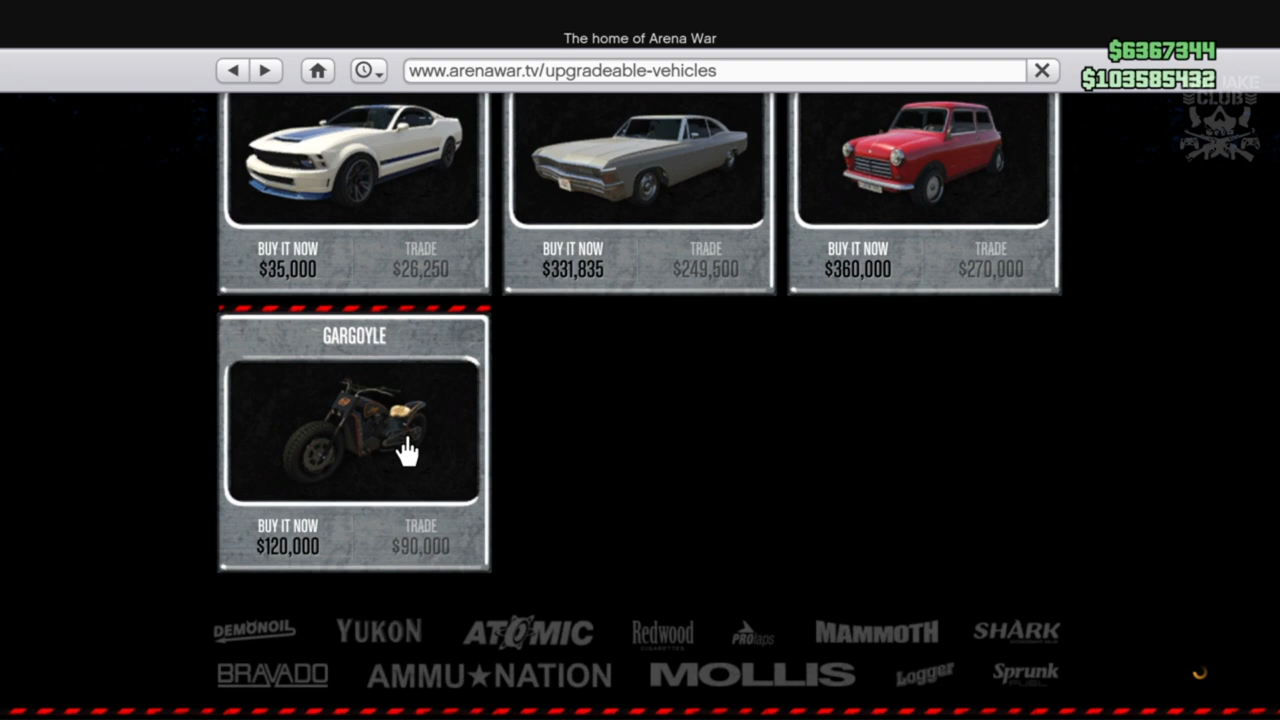 The home of Arena War
$6367344
www.arenawar.tv/upgradeable-vehicles
$103585432
CLUB
BUY IT NOW TRADE
$35,000 $26,250
BUY IT NOW TRADE
$331,835 $249,500
BUY IT NOW TRADE
$360,000 $270,000
GARGOYLE
BUY IT NOW TRADE
$120,000 $90,000
DEMONOIL YUKON ATOMIC Redwood CIGARETTES PROlaps MAMMOTH SHARK
BRAVADO AMMU★NATION MOLLIS Logger Sprunk FUEL